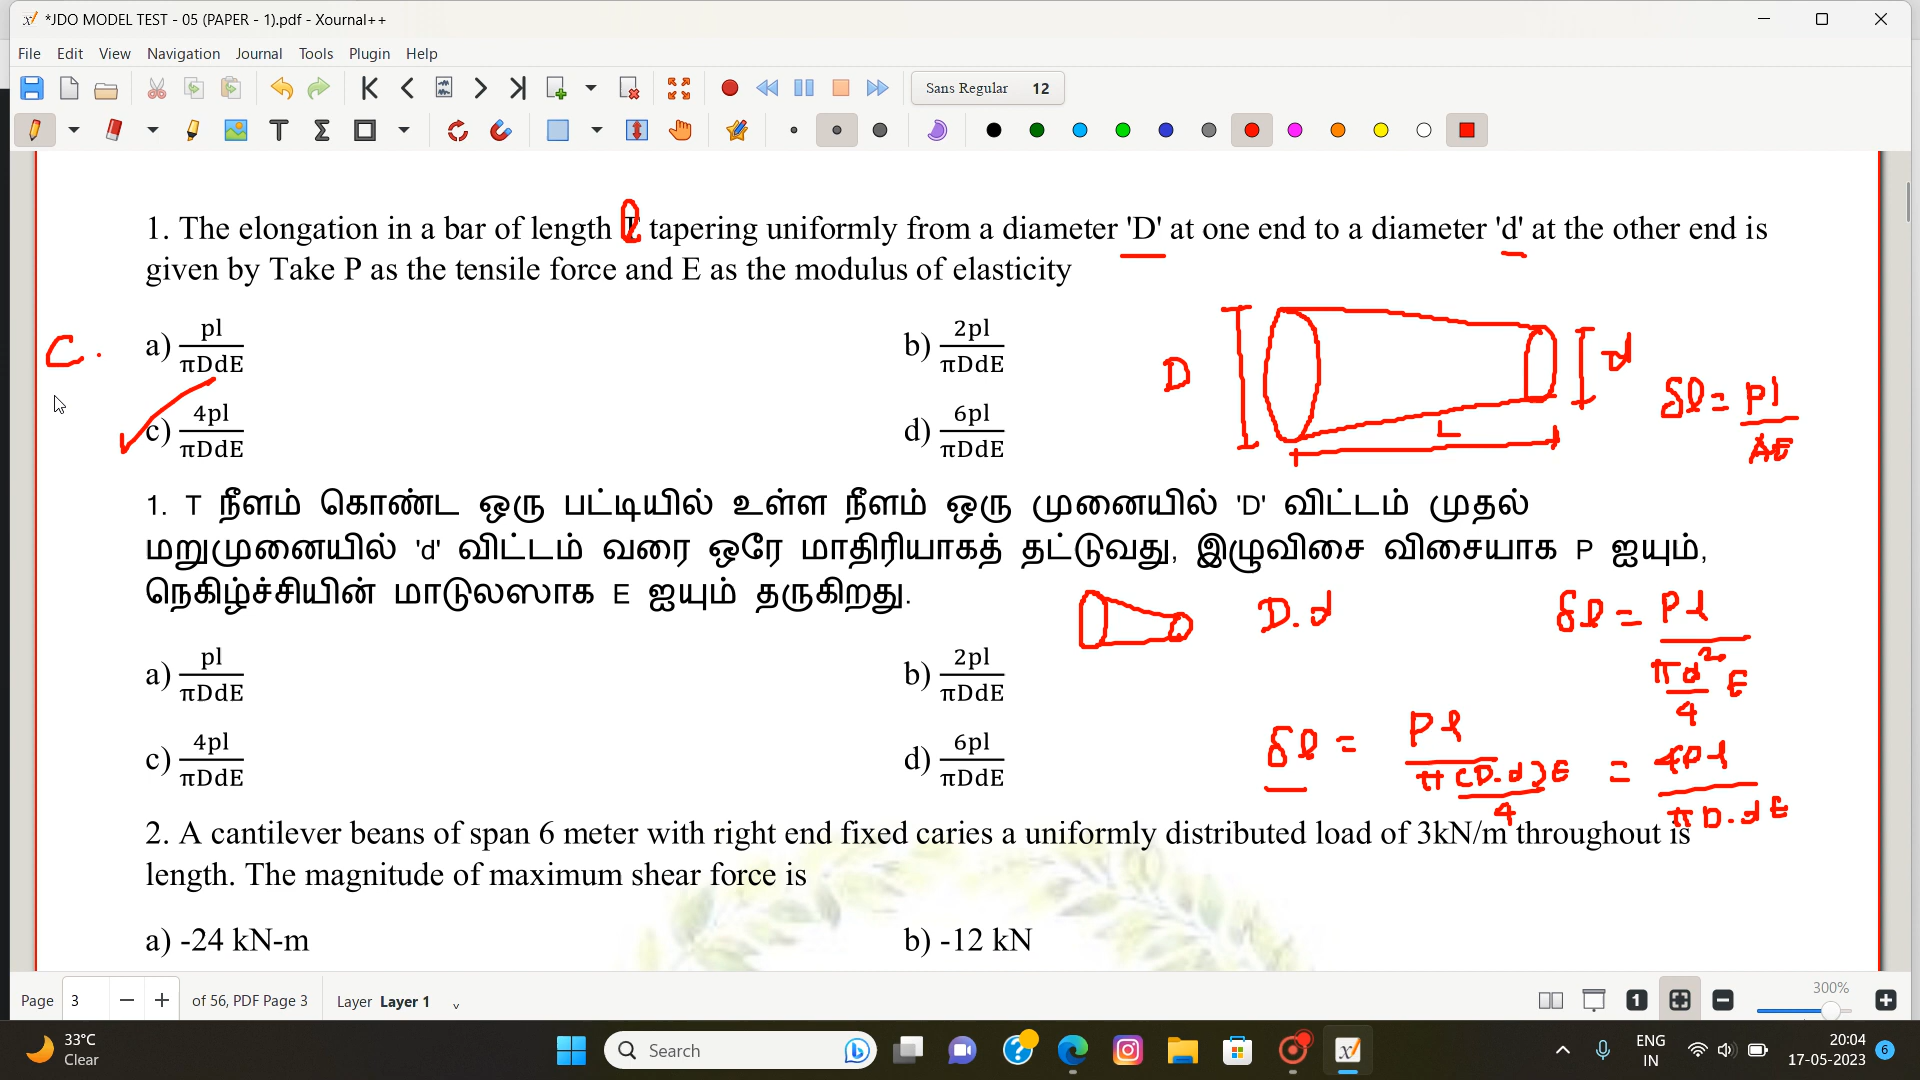 *JDO MODEL TEST - 05 (PAPER - 1).pdf - Xournal++
File Edit View Navigation Journal Tools Plugin Help
Sans Regular 12
1. The elongation in a bar of length l tapering uniformly from a diameter 'D' at one end to a diameter 'd' at the other end is
given by Take P as the tensile force and E as the modulus of elasticity
C.
a) pl/πDdE
b) 2pl/πDdE
c) 4pl/πDdE
d) 6pl/πDdE
D
d
L
δl = Pl/AE
1. T நீளம் கொண்ட ஒரு பட்டியில் உள்ள நீளம் ஒரு முனையில் 'D' விட்டம் முதல்
மறுமுனையில் 'd' விட்டம் வரை ஒரே மாதிரியாகத் தட்டுவது, இழுவிசை விசையாக P ஐயும்,
நெகிழ்ச்சியின் மாடுலஸாக E ஐயும் தருகிறது.
D.d
δl = Pl/(πd²/4 E)
a) pl/πDdE
b) 2pl/πDdE
c) 4pl/πDdE
d) 6pl/πDdE
δl = Pl/(π(D.d)/4 E) = 4Pl/πD.dE
2. A cantilever beans of span 6 meter with right end fixed caries a uniformly distributed load of 3kN/m throughout is
length. The magnitude of maximum shear force is
a) -24 kN-m
b) -12 kN
Page 3 of 56, PDF Page 3 Layer Layer 1
300%
33°C
Clear
Search
ENG
IN
20:04
17-05-2023
6